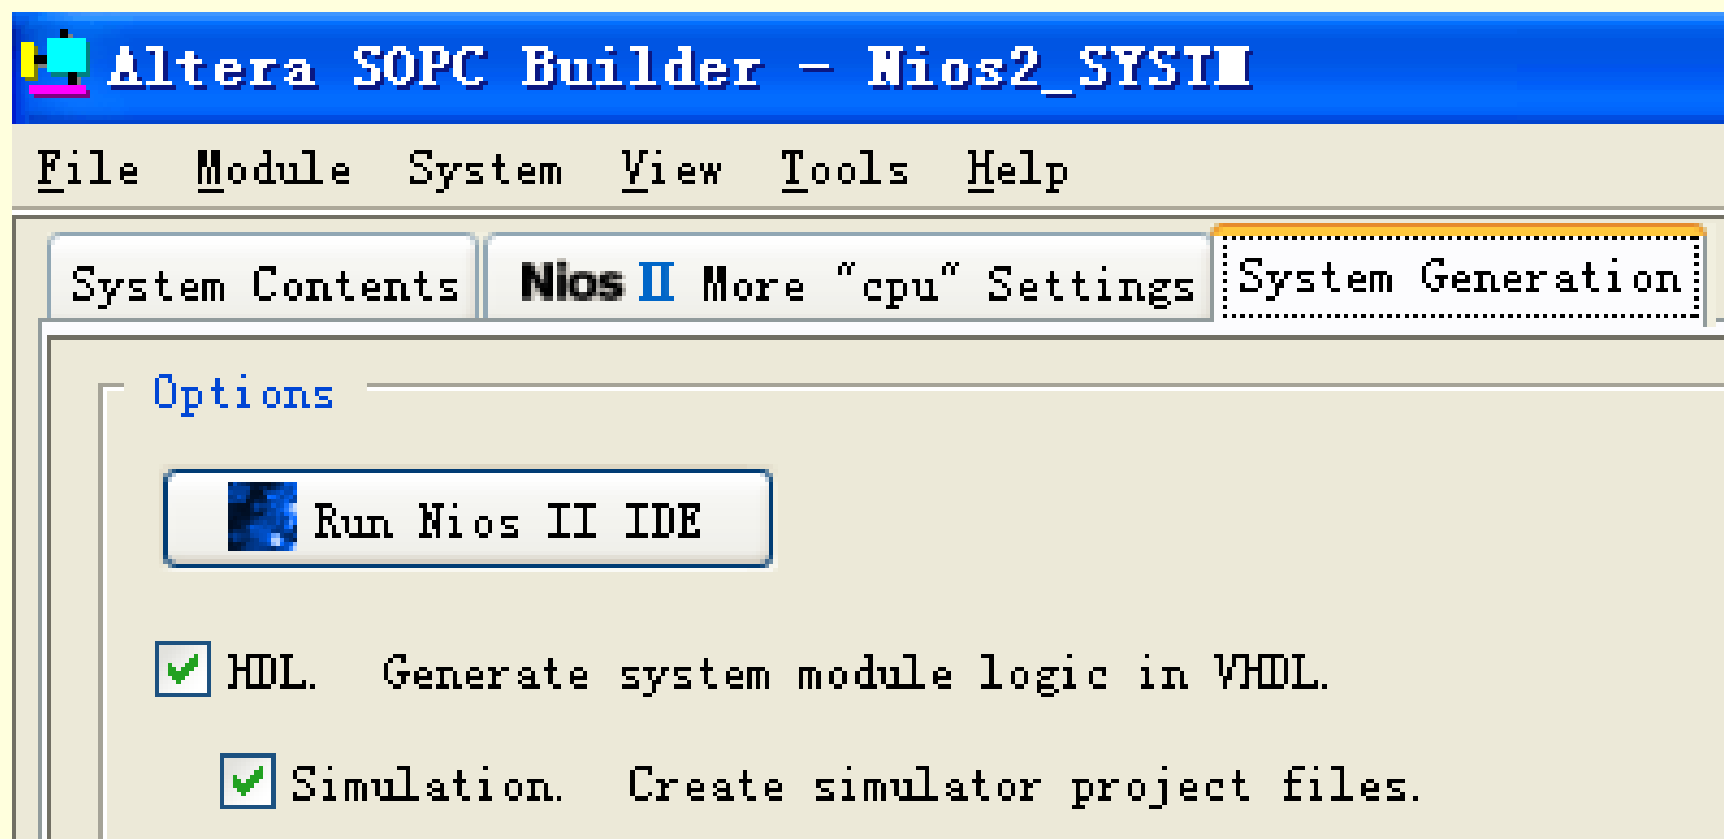 Altera SOPC Builder - Nios2_SYSTM
File Module System View Tools Help
System Contents Nios II More "cpu" Settings System Generation
Options
Run Nios II IDE
HDL. Generate system module logic in VHDL.
Simulation. Create simulator project files.